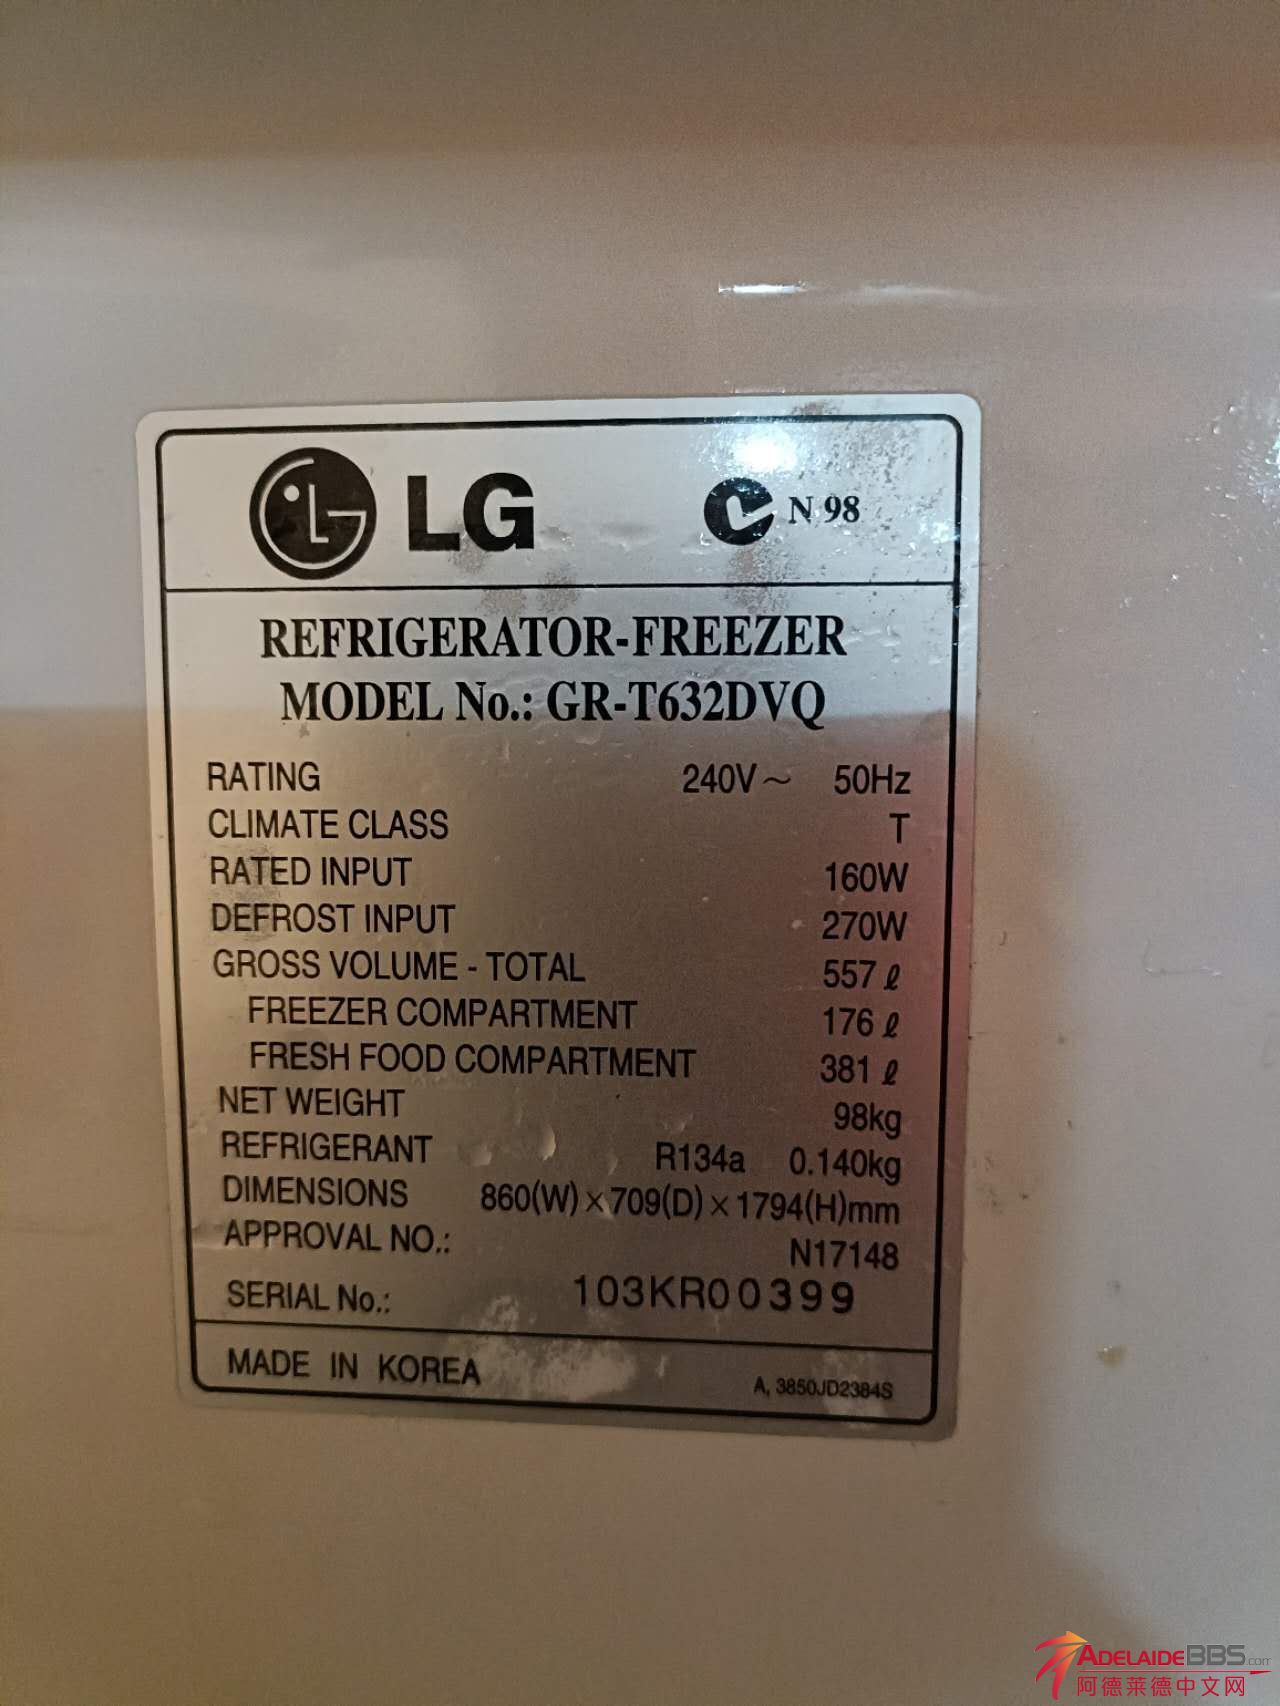 LG N 98
REFRIGERATOR-FREEZER
MODEL No.: GR-T632DVQ
RATING 240V~ 50Hz
CLIMATE CLASS T
RATED INPUT 160W
DEFROST INPUT 270W
GROSS VOLUME - TOTAL 557 ℓ
FREEZER COMPARTMENT 176 ℓ
FRESH FOOD COMPARTMENT 381 ℓ
NET WEIGHT 98kg
REFRIGERANT R134a 0.140kg
DIMENSIONS 860(W)×709(D)×1794(H)mm
APPROVAL NO.: N17148
SERIAL No.: 103KR00399
MADE IN KOREA A, 3850JD2384S
ADELAIDEBBS.com
阿德莱德中文网